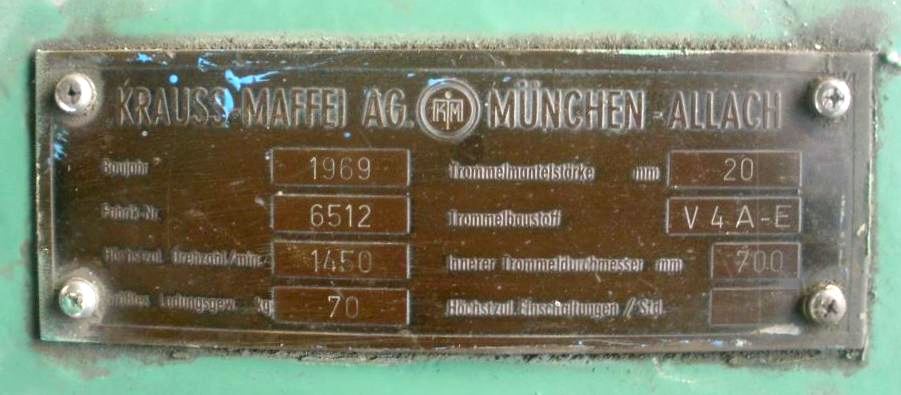 KRAUSS-MAFFEI AG. KM MÜNCHEN-ALLACH
Baujahr 1969 Trommelmantelstärke mm 20
Fabrik-Nr. 6512 Trommelbaustoff V4A-E
Höchstzul. Drehzahl/min. 1450 Innerer Trommeldurchmesser mm 700
Größtes Ladungsgew. kg 70 Höchstzul. Einschaltungen / Std.